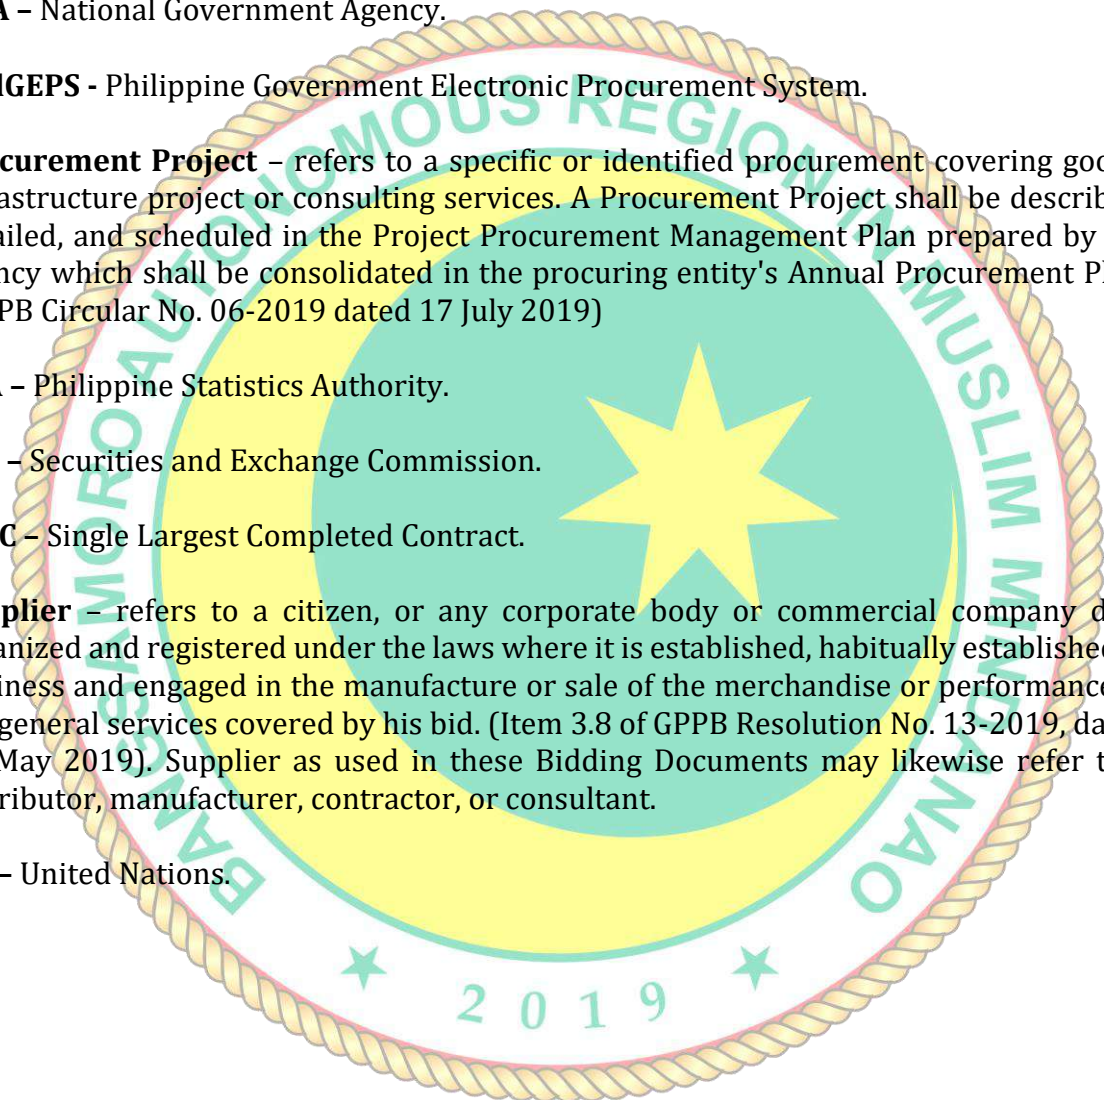 A – National Government Agency.
lGEPS - Philippine Government Electronic Procurement System.
curement Project – refers to a specific or identified procurement covering goo
astructure project or consulting services. A Procurement Project shall be describ
ailed, and scheduled in the Project Procurement Management Plan prepared by
ncy which shall be consolidated in the procuring entity's Annual Procurement Pl
PB Circular No. 06-2019 dated 17 July 2019)
– Philippine Statistics Authority.
– Securities and Exchange Commission.
C – Single Largest Completed Contract.
plier – refers to a citizen, or any corporate body or commercial company d
anized and registered under the laws where it is established, habitually established
iness and engaged in the manufacture or sale of the merchandise or performance
general services covered by his bid. (Item 3.8 of GPPB Resolution No. 13-2019, da
May 2019). Supplier as used in these Bidding Documents may likewise refer t
ributor, manufacturer, contractor, or consultant.
– United Nations.
BANGSAMORO AUTONOMOUS REGION IN MUSLIM MINDANAO
2019